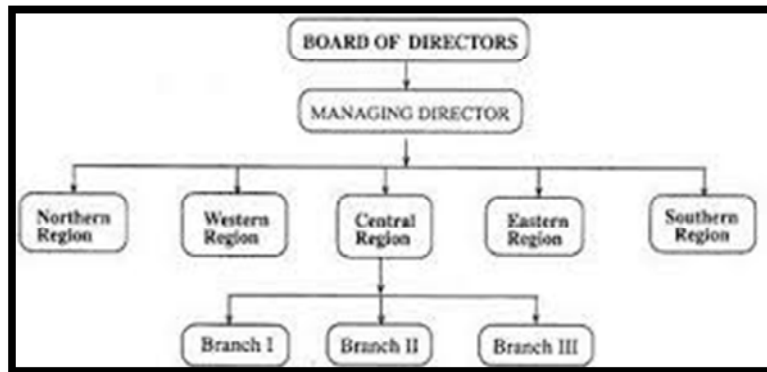 BOARD OF DIRECTORS
MANAGING DIRECTOR
Northern
Region
Western
Region
Central
Region
Eastern
Region
Southern
Region
Branch I
Branch II
Branch III